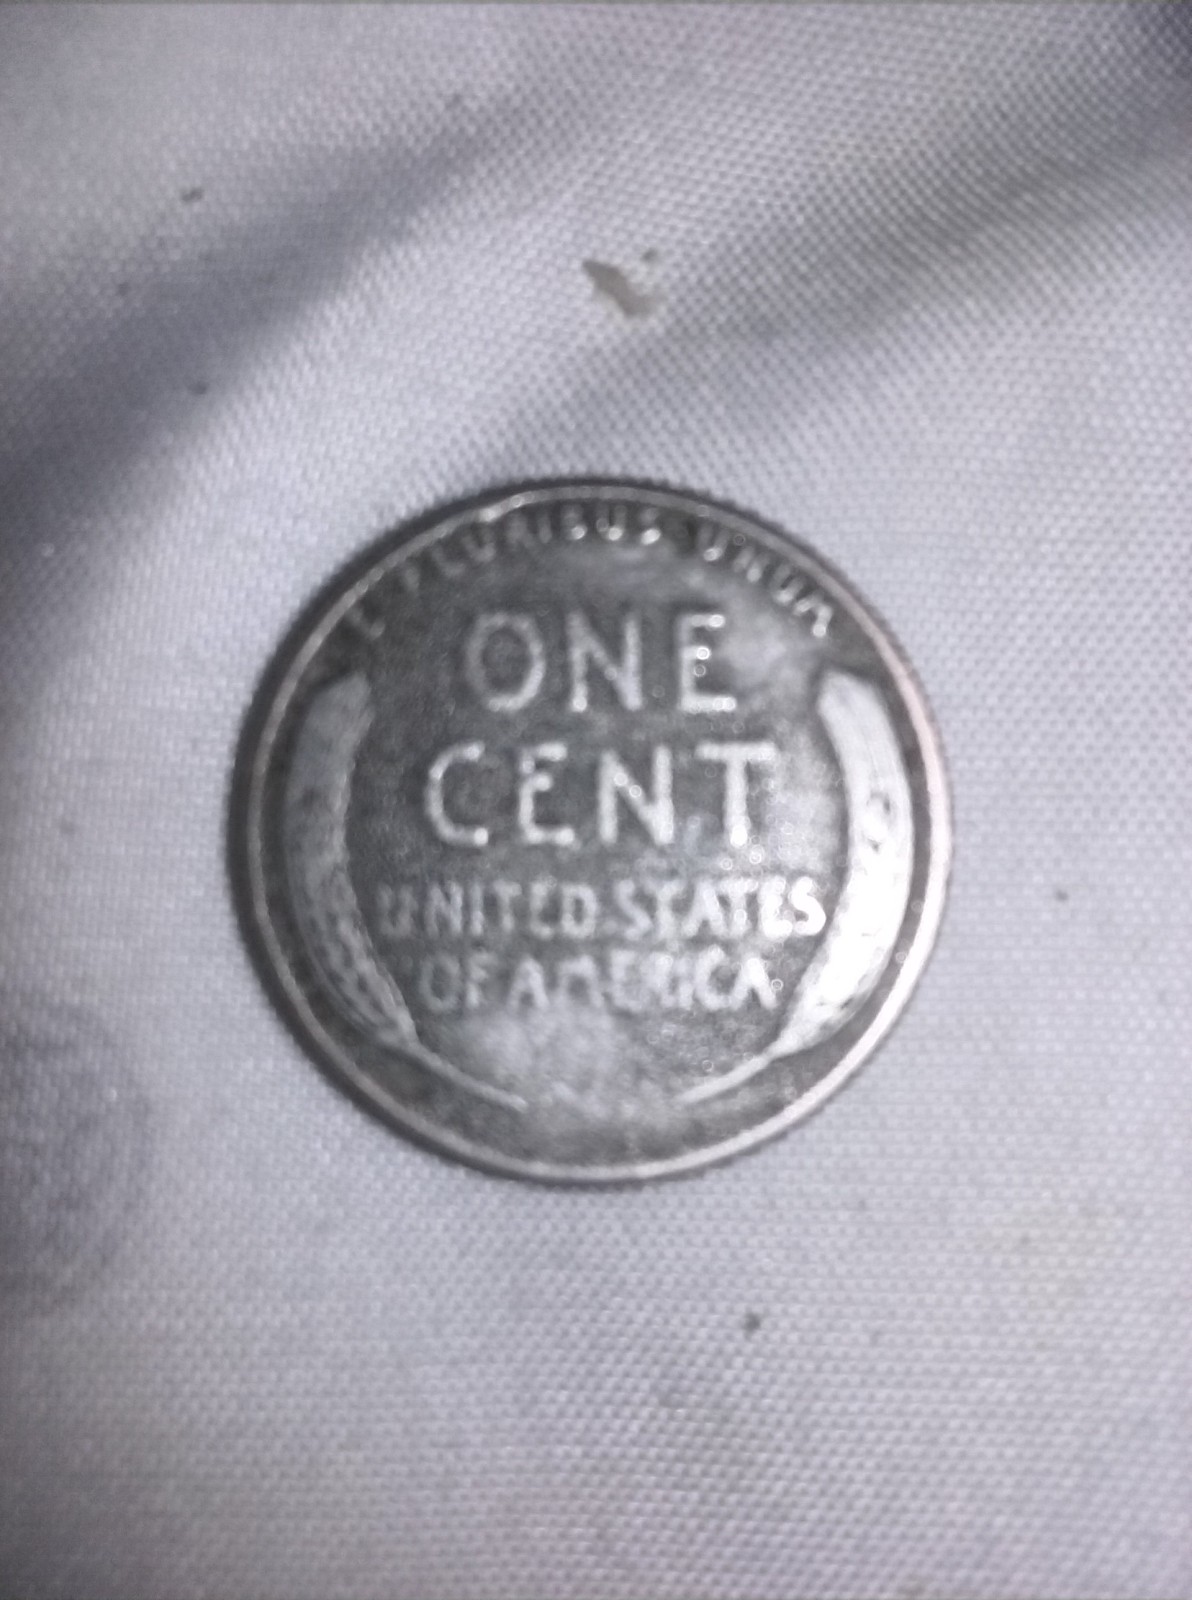 E PLURIBUS UNUM
ONE
CENT
UNITED STATES
OF AMERICA